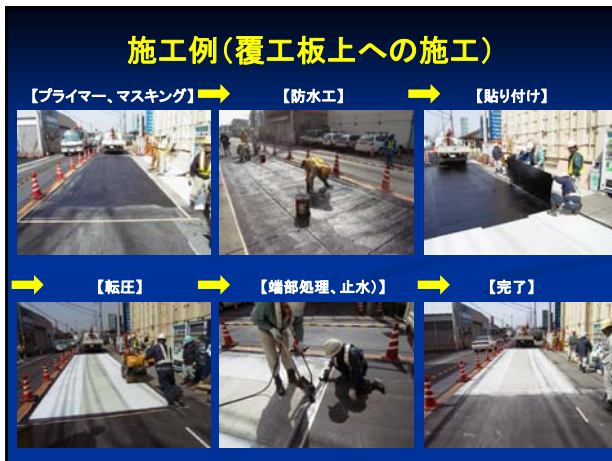 施工例(覆工板上への施工)
【プライマー、マスキング】
【防水工】
【貼り付け】
【転圧】
【端部処理、止水)】
【完了】